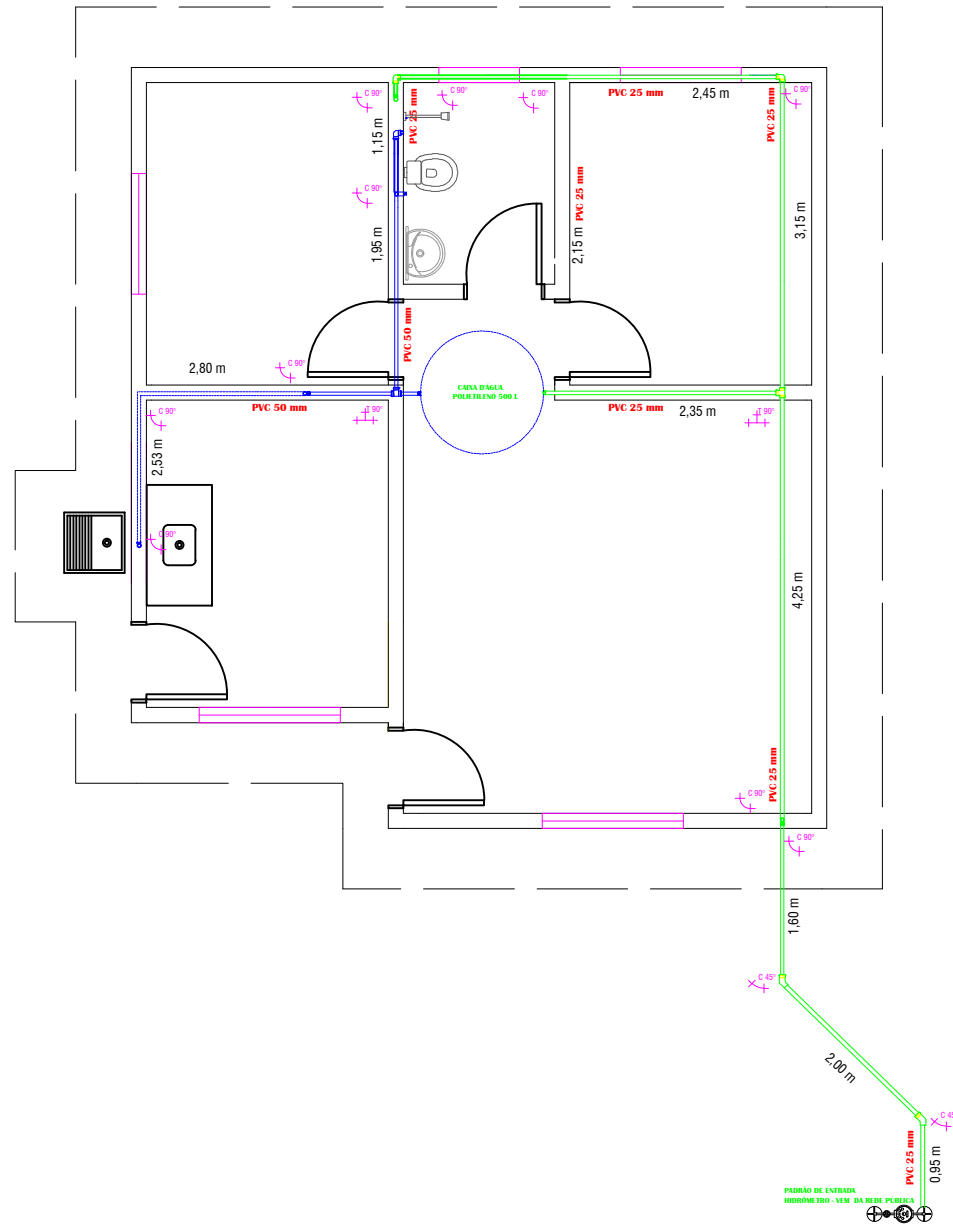 C 90°
C 90°
C 90°
PVC 25 mm
2,45 m
C 90°
PVC 25 mm
PVC 25 mm
1,15 m
C 90°
PVC 25 mm
2,15 m
3,15 m
1,95 m
PVC 50 mm
2,80 m
C 90°
CAIXA D'AGUA
POLIETILENO 500 L
C 90°
PVC 50 mm
T 90°
PVC 25 mm
2,35 m
T 90°
2,53 m
C 90°
4,25 m
PVC 25 mm
C 90°
C 90°
1,60 m
C 45°
2,00 m
C 45
PVC 25 mm
0,95 m
PADRÃO DE ENTRADA
HIDRÔMETRO - VEM DA REDE PÚBLICA